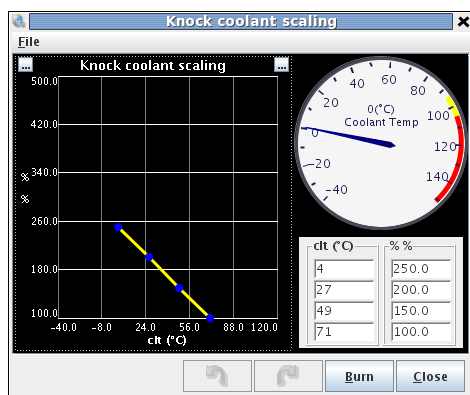 Knock coolant scaling
File
... Knock coolant scaling ...
500.0
420.0
340.0
% %
260.0
180.0
100.0
-40.0 -8.0 24.0 56.0 88.0 120.0
clt (°C)
60
40 80
20 100
0(°C)
Coolant Temp
0 120
-20 140
-40
clt (°C) % %
4 250.0
27 200.0
49 150.0
71 100.0
Burn Close